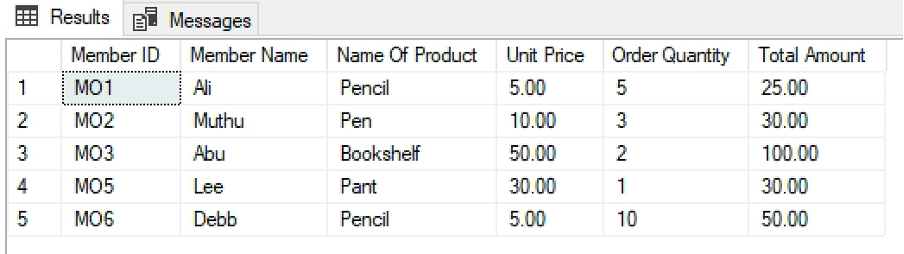 Results Messages
Member ID Member Name Name Of Product Unit Price Order Quantity Total Amount
1 MO1 Ali Pencil 5.00 5 25.00
2 MO2 Muthu Pen 10.00 3 30.00
3 MO3 Abu Bookshelf 50.00 2 100.00
4 MO5 Lee Pant 30.00 1 30.00
5 MO6 Debb Pencil 5.00 10 50.00